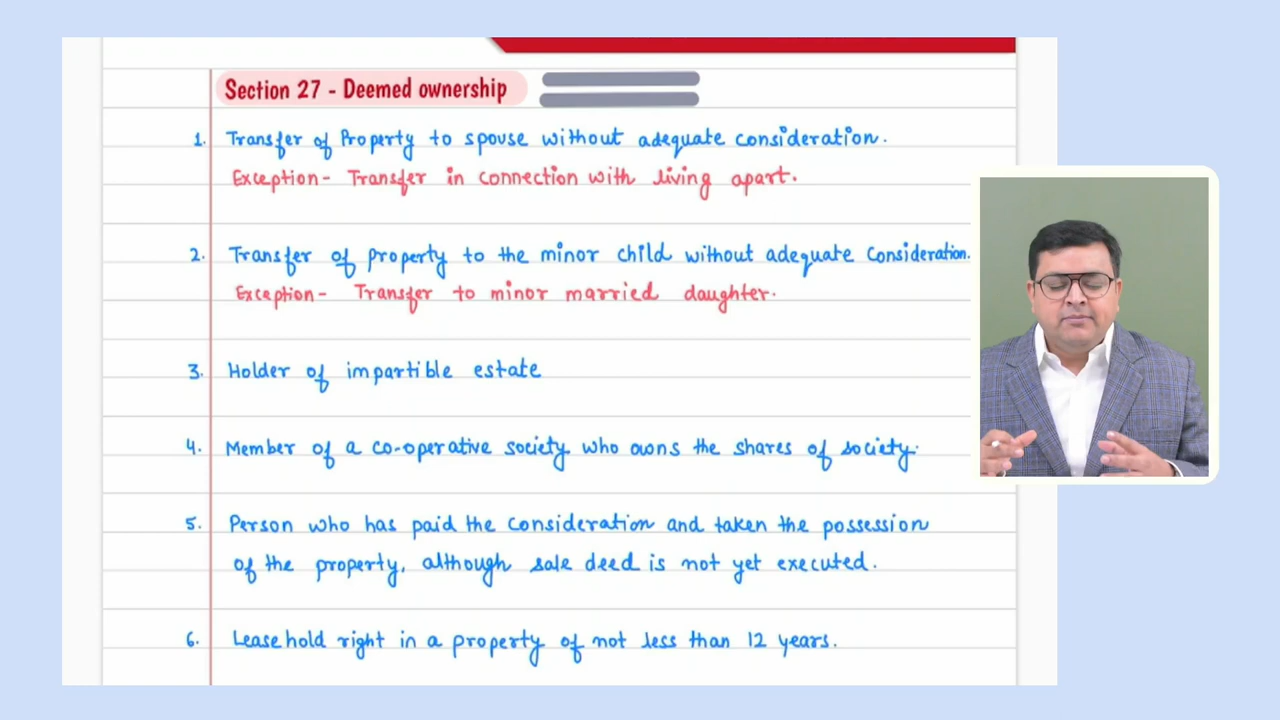 Section 27 - Deemed ownership
1. Transfer of Property to spouse without adequate consideration.
Exception- Transfer in connection with living apart.
2. Transfer of property to the minor child without adequate consideration.
Exception- Transfer to minor married daughter.
3. Holder of impartible estate
4. Member of a co-operative society who owns the shares of society.
5. Person who has paid the consideration and taken the possession
of the property, although sale deed is not yet executed.
6. Lease hold right in a property of not less than 12 years.